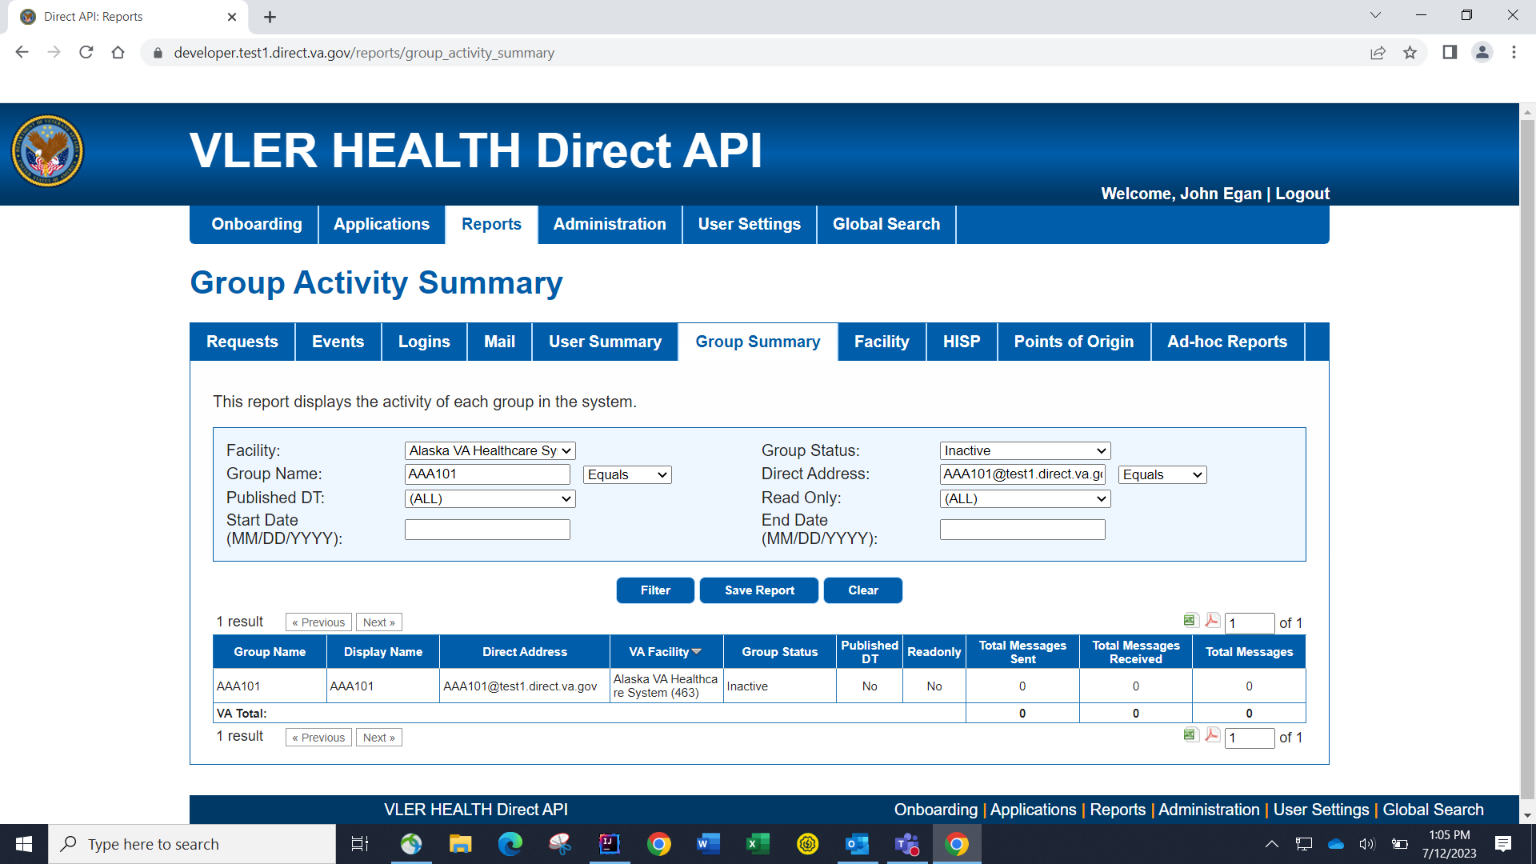 Direct API: Reports
developer.test1.direct.va.gov/reports/group_activity_summary
VLER HEALTH Direct API
Welcome, John Egan | Logout
Onboarding Applications Reports Administration User Settings Global Search
Group Activity Summary
Requests Events Logins Mail User Summary Group Summary Facility HISP Points of Origin Ad-hoc Reports
This report displays the activity of each group in the system.
Facility: Alaska VA Healthcare Sy Group Status: Inactive
Group Name: AAA101 Equals Direct Address: AAA101@test1.direct.va.g Equals
Published DT: (ALL) Read Only: (ALL)
Start Date End Date
(MM/DD/YYYY): (MM/DD/YYYY):
Filter Save Report Clear
1 result « Previous Next » 1 of 1
Group Name Display Name Direct Address VA Facility Group Status Published DT Readonly Total Messages Sent Total Messages Received Total Messages
AAA101 AAA101 AAA101@test1.direct.va.gov Alaska VA Healthca
re System (463) Inactive No No 0 0 0
VA Total: 0 0 0
1 result « Previous Next » 1 of 1
VLER HEALTH Direct API Onboarding | Applications | Reports | Administration | User Settings | Global Search
Type here to search
1:05 PM
7/12/2023